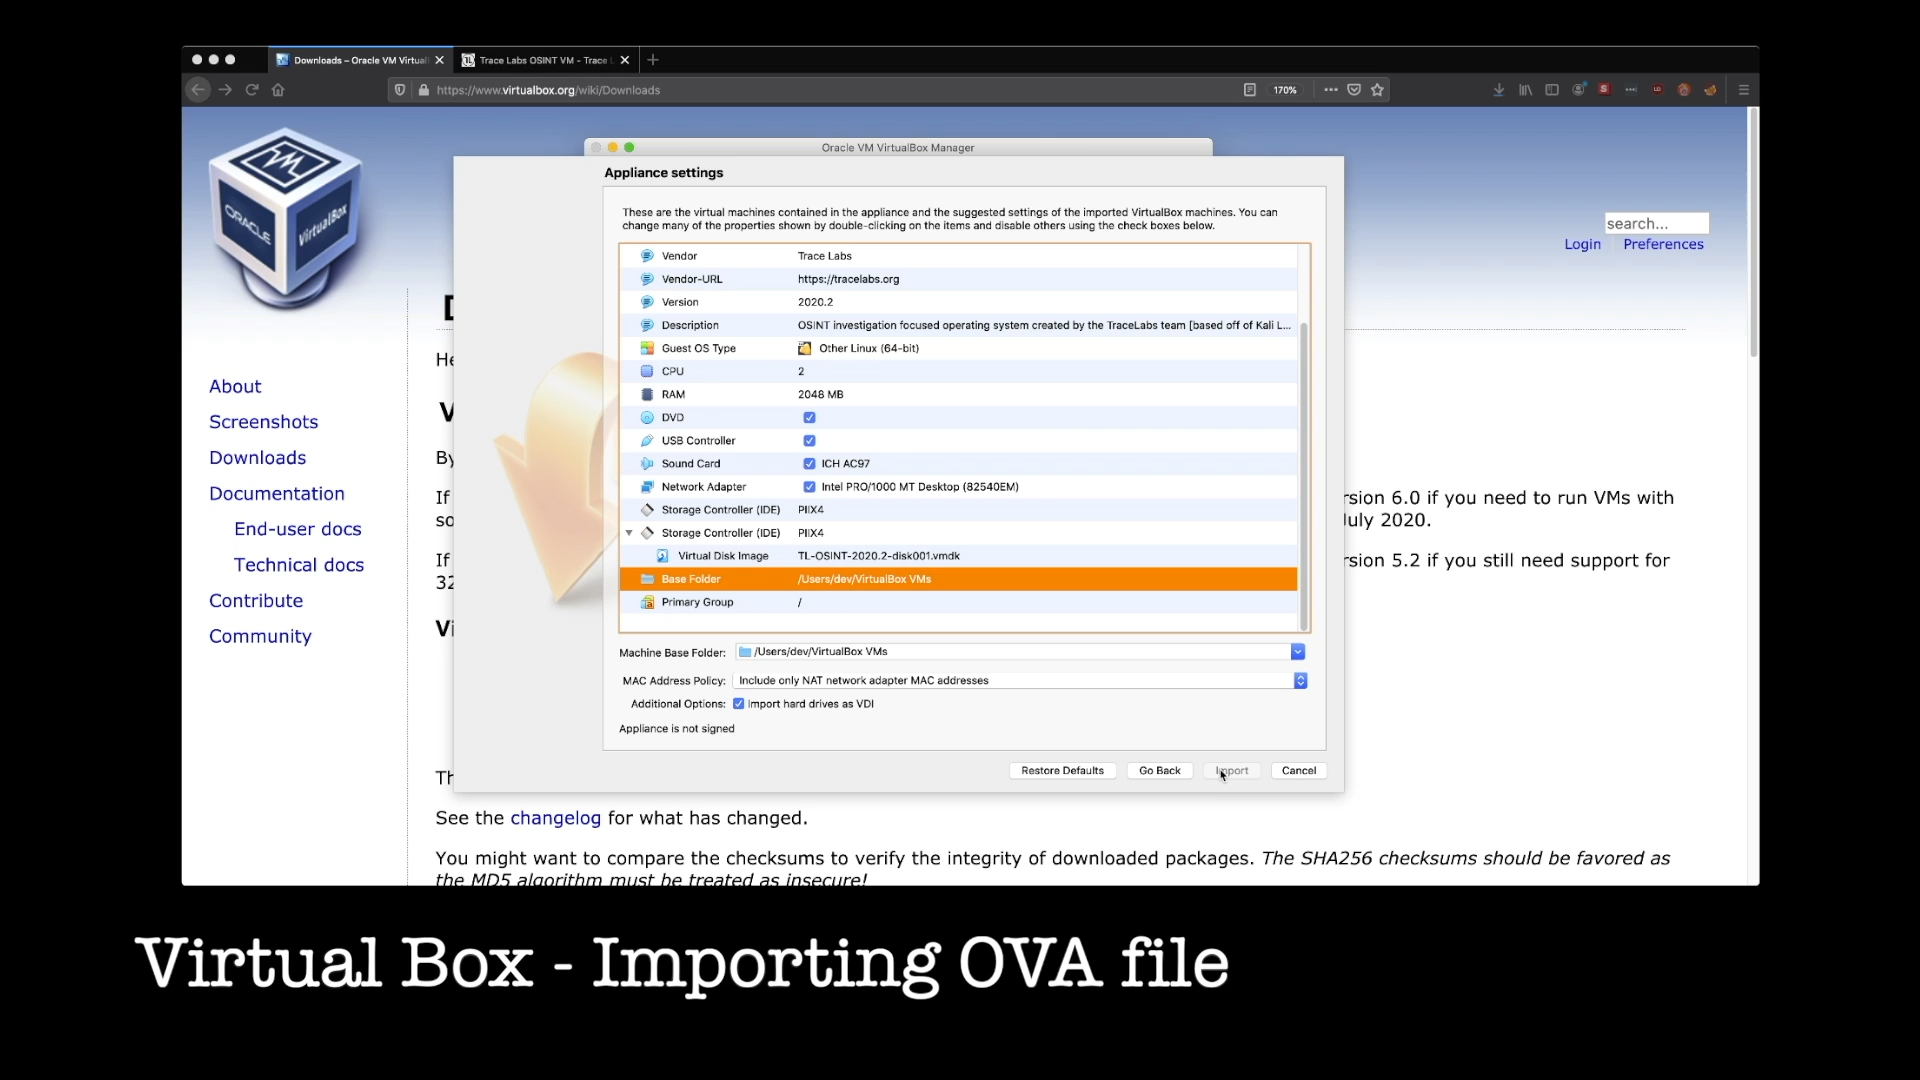 Downloads – Oracle VM Virtual
Trace Labs OSINT VM - Trace L
https://www.virtualbox.org/wiki/Downloads
170%
ORACLE
VirtualBox
Oracle VM VirtualBox Manager
Appliance settings
These are the virtual machines contained in the appliance and the suggested settings of the imported VirtualBox machines. You can
change many of the properties shown by double-clicking on the items and disable others using the check boxes below.
Vendor Trace Labs
Vendor-URL https://tracelabs.org
Version 2020.2
Description OSINT investigation focused operating system created by the TraceLabs team [based off of Kali L...
Guest OS Type Other Linux (64-bit)
CPU 2
RAM 2048 MB
DVD
USB Controller
Sound Card ICH AC97
Network Adapter Intel PRO/1000 MT Desktop (82540EM)
Storage Controller (IDE) PIIX4
Storage Controller (IDE) PIIX4
Virtual Disk Image TL-OSINT-2020.2-disk001.vmdk
Base Folder /Users/dev/VirtualBox VMs
Primary Group /
Machine Base Folder: /Users/dev/VirtualBox VMs
MAC Address Policy: Include only NAT network adapter MAC addresses
Additional Options: Import hard drives as VDI
Appliance is not signed
Restore Defaults Go Back Import Cancel
search...
Login Preferences
About
Screenshots
Downloads
Documentation
End-user docs
Technical docs
Contribute
Community
He
V
By
If rsion 6.0 if you need to run VMs with
so July 2020.
If rsion 5.2 if you still need support for
32
Vi
Th
See the changelog for what has changed.
You might want to compare the checksums to verify the integrity of downloaded packages. The SHA256 checksums should be favored as
the MD5 algorithm must be treated as insecure!
Virtual Box - Importing OVA file